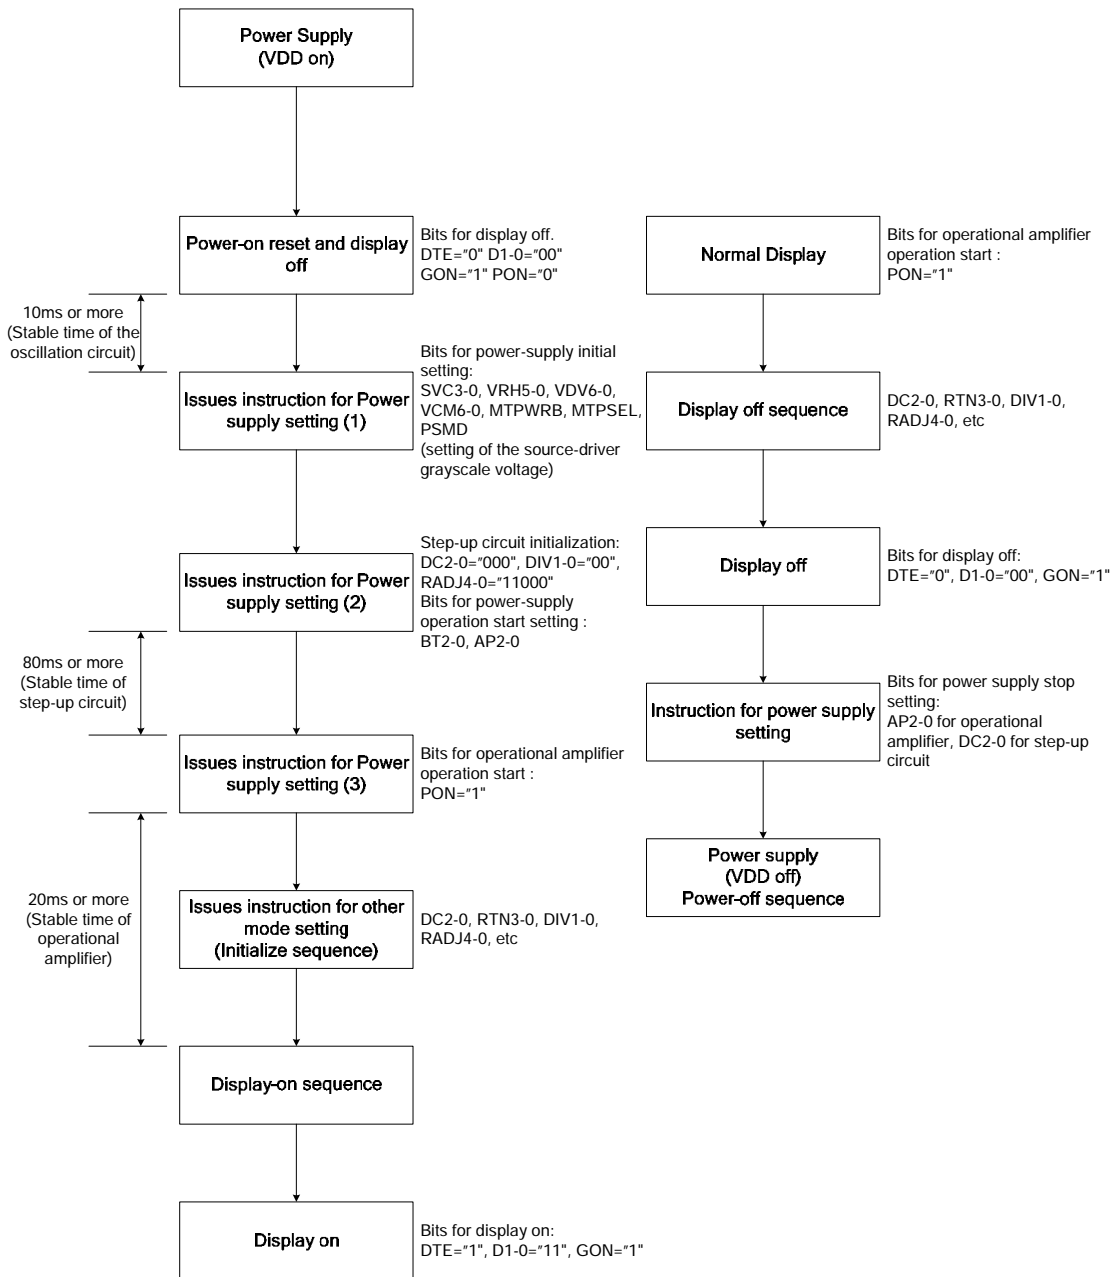 Power Supply
(VDD on)
Power-on reset and display
off
Bits for display off.
DTE="0" D1-0="00"
GON="1" PON="0"
10ms or more
(Stable time of the
oscillation circuit)
Issues instruction for Power
supply setting (1)
Bits for power-supply initial
setting:
SVC3-0, VRH5-0, VDV6-0,
VCM6-0, MTPWRB, MTPSEL,
PSMD
(setting of the source-driver
grayscale voltage)
Issues instruction for Power
supply setting (2)
Step-up circuit initialization:
DC2-0="000", DIV1-0="00",
RADJ4-0="11000"
Bits for power-supply
operation start setting :
BT2-0, AP2-0
80ms or more
(Stable time of
step-up circuit)
Issues instruction for Power
supply setting (3)
Bits for operational amplifier
operation start :
PON="1"
20ms or more
(Stable time of
operational
amplifier)
Issues instruction for other
mode setting
(Initialize sequence)
DC2-0, RTN3-0, DIV1-0,
RADJ4-0, etc
Display-on sequence
Display on
Bits for display on:
DTE="1", D1-0="11", GON="1"
Normal Display
Bits for operational amplifier
operation start :
PON="1"
Display off sequence
DC2-0, RTN3-0, DIV1-0,
RADJ4-0, etc
Display off
Bits for display off:
DTE="0", D1-0="00", GON="1"
Instruction for power supply
setting
Bits for power supply stop
setting:
AP2-0 for operational
amplifier, DC2-0 for step-up
circuit
Power supply
(VDD off)
Power-off sequence